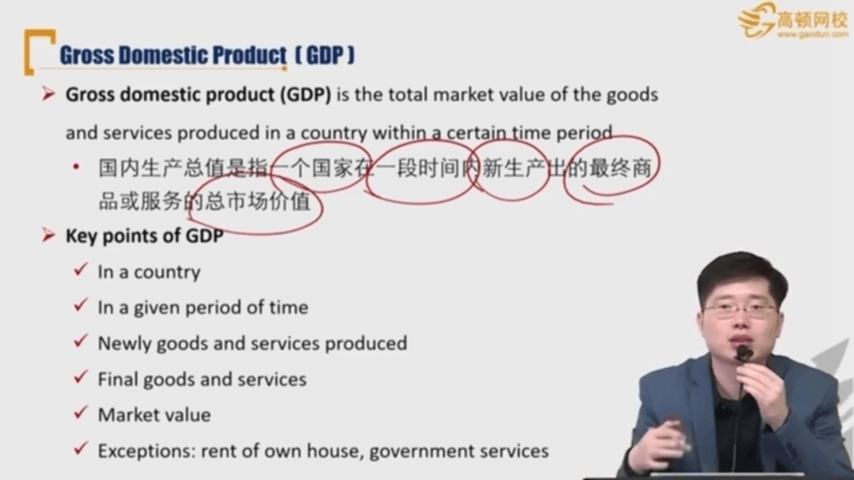 高顿网校
www.gaodun.com
Gross Domestic Product ( GDP )
Gross domestic product (GDP) is the total market value of the goods
and services produced in a country within a certain time period
国内生产总值是指一个国家在一段时间内新生产出的最终商
品或服务的总市场价值
Key points of GDP
In a country
In a given period of time
Newly goods and services produced
Final goods and services
Market value
Exceptions: rent of own house, government services